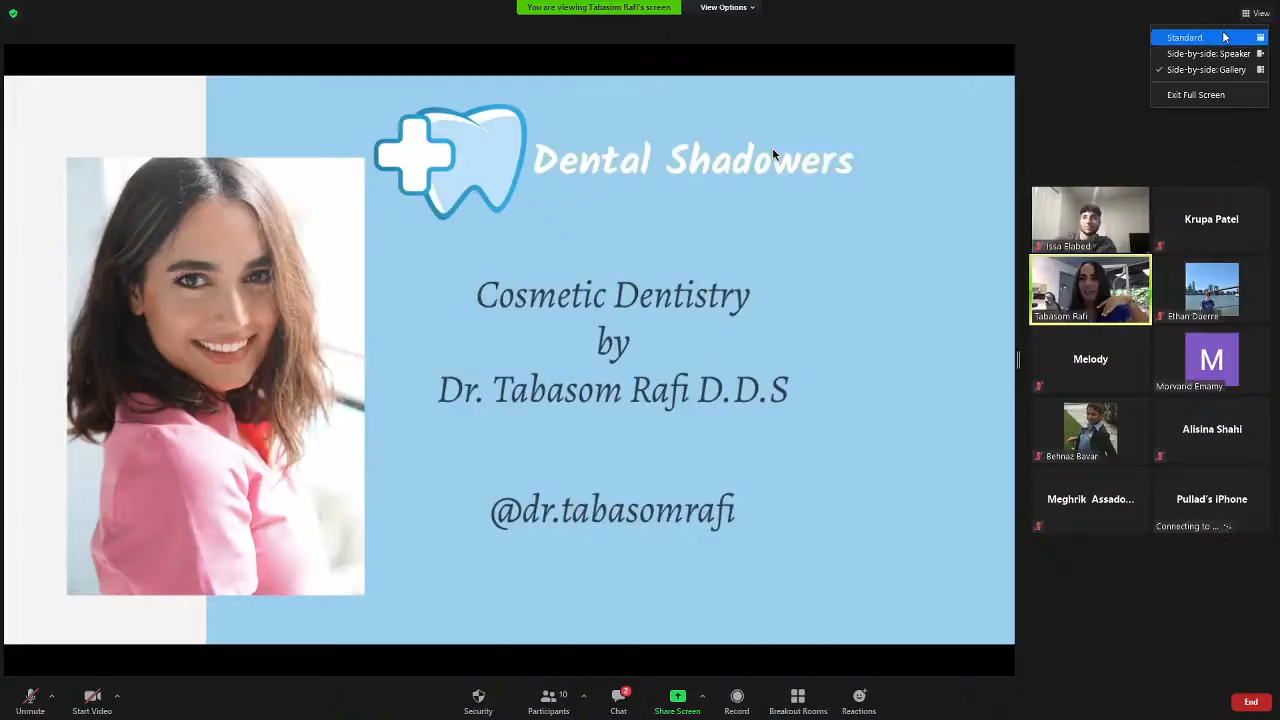 You are viewing Tabasom Rafi's screen
View Options
View
Standard
Side-by-side: Speaker
Side-by-side: Gallery
Exit Full Screen
Dental Shadowers
Cosmetic Dentistry
by
Dr. Tabasom Rafi D.D.S
@dr.tabasomrafi
Issa Elabed
Krupa Patel
Tabasom Rafi
Ethan Duerre
Melody
M
Morvarid Emamy
Behnaz Bavar
Alisina Shahi
Meghrik Assado...
Pullad's iPhone
Connecting to ...
Unmute
Start Video
Security
Participants
10
Chat
2
Share Screen
Record
Breakout Rooms
Reactions
End